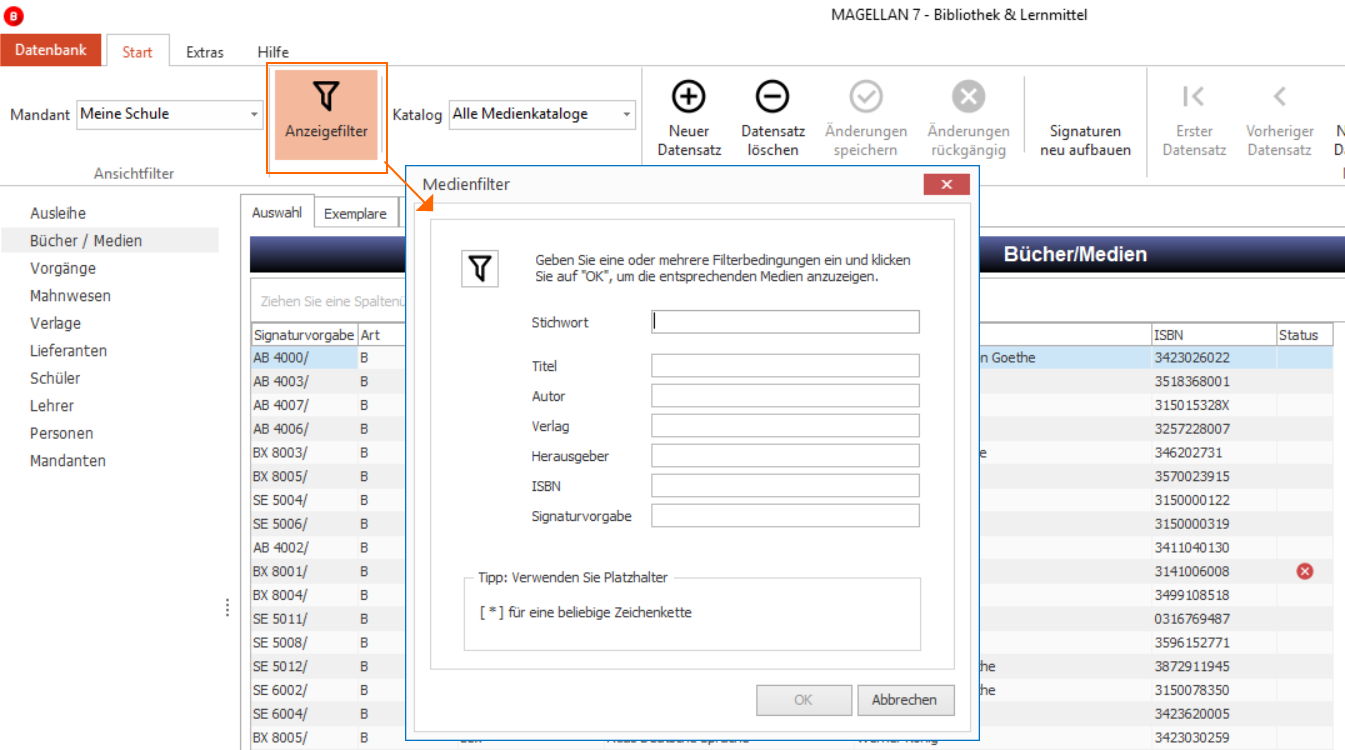 B
MAGELLAN 7 - Bibliothek & Lernmittel
Datenbank Start Extras Hilfe
Mandant Meine Schule
Anzeigefilter
Katalog Alle Medienkataloge
Neuer
Datensatz
Datensatz
löschen
Änderungen
speichern
Änderungen
rückgängig
Signaturen
neu aufbauen
Erster
Datensatz
Vorheriger
Datensatz
Ansichtfilter
Ausleihe
Bücher / Medien
Vorgänge
Mahnwesen
Verlage
Lieferanten
Schüler
Lehrer
Personen
Mandanten
Auswahl Exemplare
Bücher/Medien
Ziehen Sie eine
Signaturvorgabe Art ISBN Status
AB 4000/ B n Goethe 3423026022
AB 4003/ B 3518368001
AB 4007/ B 315015328X
AB 4006/ B 3257228007
BX 8003/ B e 346202731
BX 8005/ B 3570023915
SE 5004/ B 3150000122
SE 5006/ B 3150000319
AB 4002/ B 3411040130
BX 8001/ B 3141006008
BX 8004/ B 3499108518
SE 5011/ B 0316769487
SE 5008/ B 3596152771
SE 5012/ B he 3872911945
SE 6002/ B he 3150078350
SE 6004/ B 3423620005
BX 8005/ B 3423030259
Medienfilter
Geben Sie eine oder mehrere Filterbedingungen ein und klicken
Sie auf "OK", um die entsprechenden Medien anzuzeigen.
Stichwort
Titel
Autor
Verlag
Herausgeber
ISBN
Signaturvorgabe
Tipp: Verwenden Sie Platzhalter
[ * ] für eine beliebige Zeichenkette
OK Abbrechen